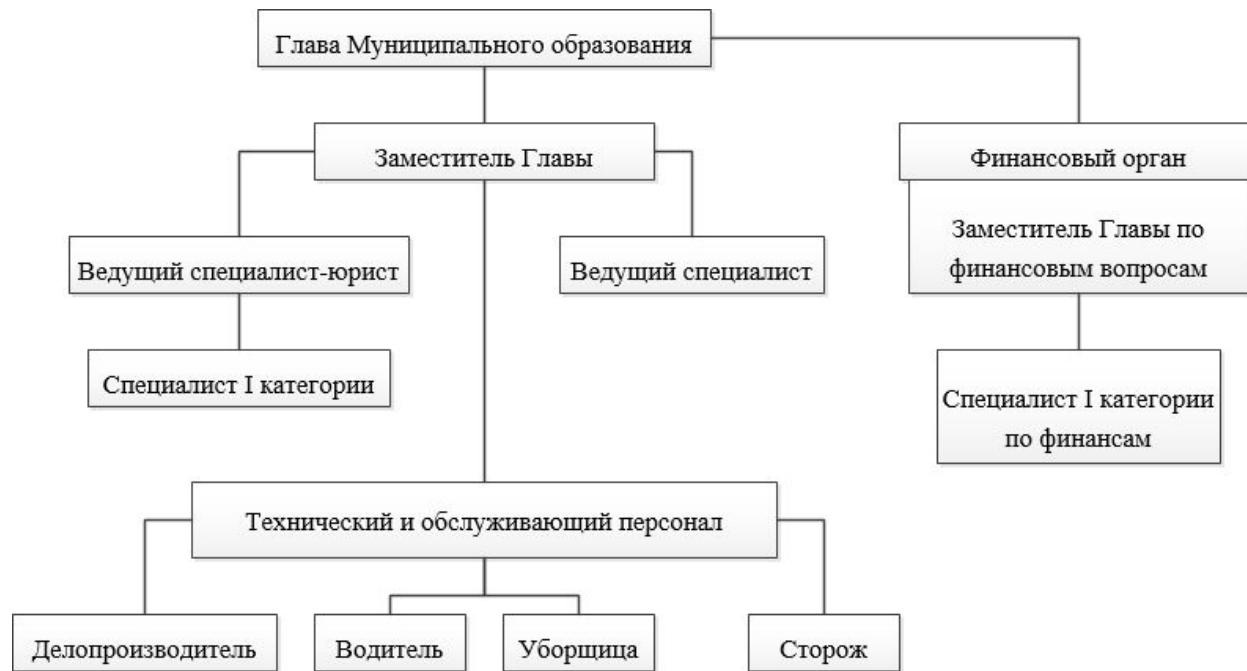 Глава Муниципального образования
Заместитель Главы
Финансовый орган
Заместитель Главы по
финансовым вопросам
Ведущий специалист-юрист
Ведущий специалист
Специалист I категории
Специалист I категории
по финансам
Технический и обслуживающий персонал
Делопроизводитель
Водитель
Уборщица
Сторож